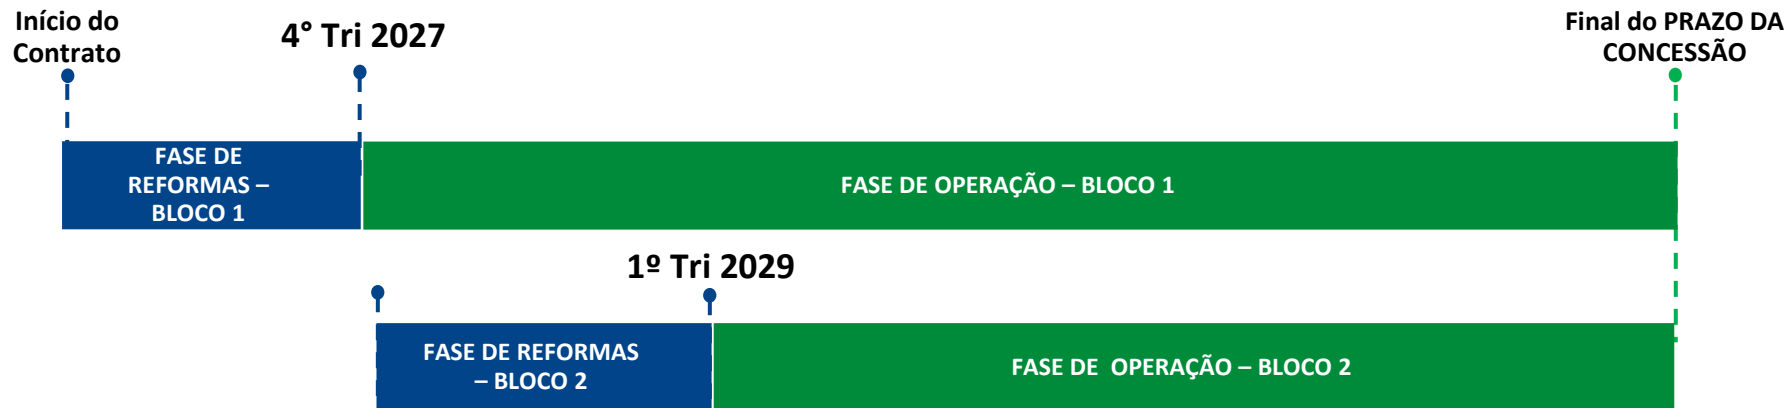 Início do
Contrato
4° Tri 2027
Final do PRAZO DA
CONCESSÃO
FASE DE
REFORMAS –
BLOCO 1
FASE DE OPERAÇÃO – BLOCO 1
1º Tri 2029
FASE DE REFORMAS
– BLOCO 2
FASE DE OPERAÇÃO – BLOCO 2